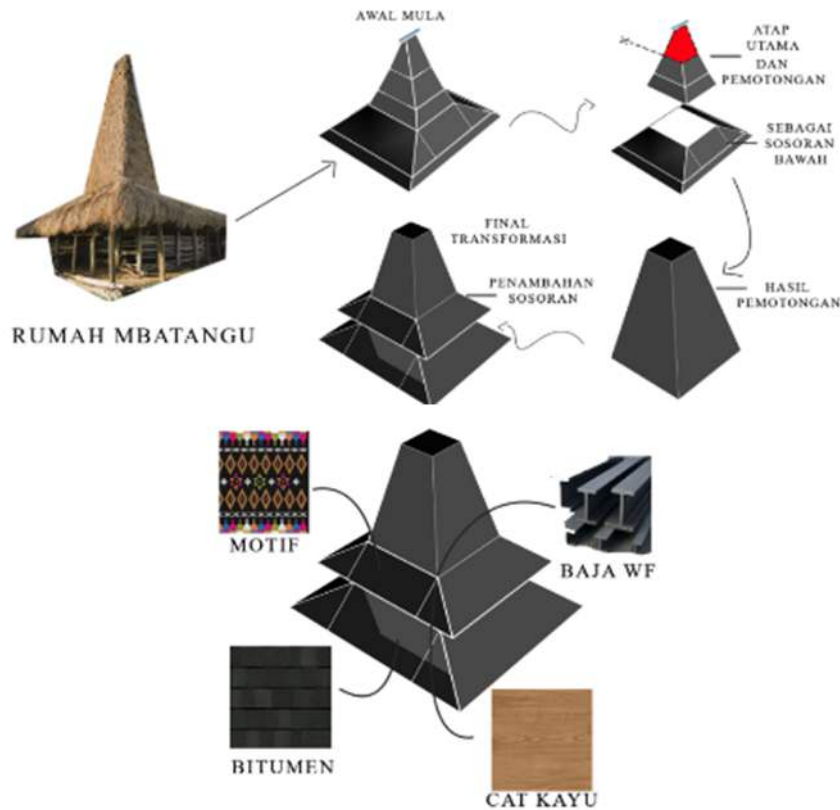 AWAL MULA
ATAP
UTAMA
DAN PEMOTONGAN
SEBAGAI
SOSORAN
BAWAH
RUMAH MBATANGU
FINAL
TRANSFORMASI
PENAMBAHAN
SOSORAN
HASIL
PEMOTONGAN
MOTIF
BAJA WF
BITUMEN
CAT KAYU